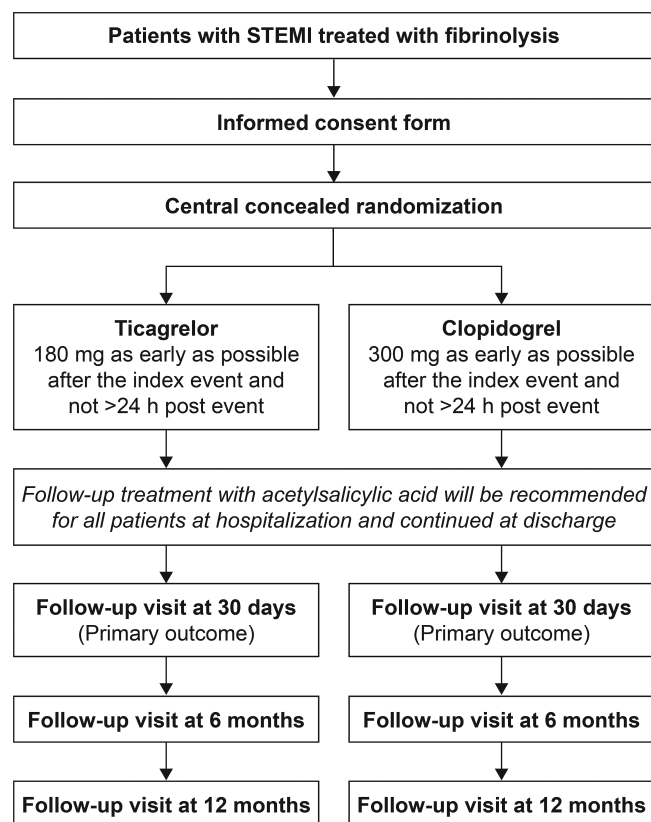 Patients with STEMI treated with fibrinolysis
Informed consent form
Central concealed randomization
Ticagrelor
180 mg as early as possible
after the index event and
not >24 h post event
Clopidogrel
300 mg as early as possible
after the index event and
not >24 h post event
Follow-up treatment with acetylsalicylic acid will be recommended
for all patients at hospitalization and continued at discharge
Follow-up visit at 30 days
(Primary outcome)
Follow-up visit at 30 days
(Primary outcome)
Follow-up visit at 6 months
Follow-up visit at 6 months
Follow-up visit at 12 months
Follow-up visit at 12 months